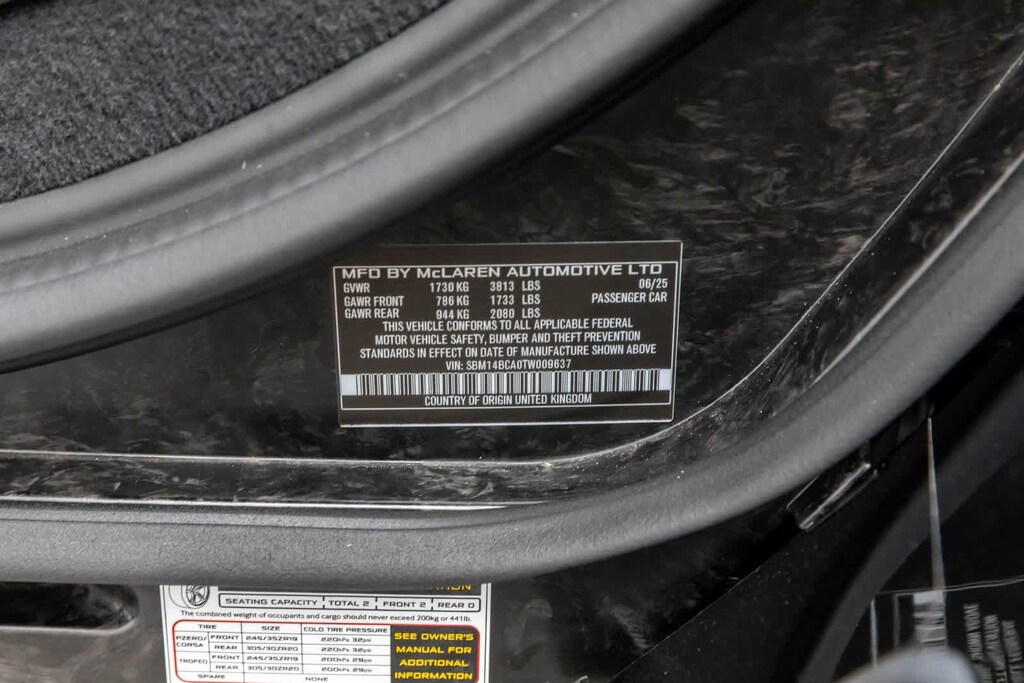 MFD BY McLAREN AUTOMOTIVE LTD
GVWR 1730 KG 3813 LBS 06/25
GAWR FRONT 786 KG 1733 LBS PASSENGER CAR
GAWR REAR 944 KG 2080 LBS
THIS VEHICLE CONFORMS TO ALL APPLICABLE FEDERAL
MOTOR VEHICLE SAFETY, BUMPER AND THEFT PREVENTION
STANDARDS IN EFFECT ON DATE OF MANUFACTURE SHOWN ABOVE
VIN: SBM14BCA0TW009637
COUNTRY OF ORIGIN UNITED KINGDOM
SEATING CAPACITY TOTAL 2 FRONT 2 REAR 0
The combined weight of occupants and cargo should never exceed 200kg or 441lb.
TIRE SIZE COLD TIRE PRESSURE
PZERO/ CORSA FRONT 245/35ZR19 220kPa 32psi
REAR 305/30ZR20 220kPa 32psi
TROFEO FRONT 245/35ZR19 200kPa 29psi
REAR 305/30ZR20 200kPa 29psi
SPARE NONE
SEE OWNER'S
MANUAL FOR
ADDITIONAL
INFORMATION